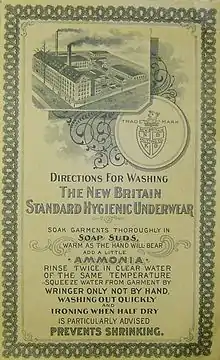 TRADE MARK
DIRECTIONS FOR WASHING
THE NEW BRITAIN
STANDARD HYGIENIC UNDERWEAR
SOAK GARMENTS THOROUGHLY IN
SOAP SUDS,
WARM AS THE HAND WILL BEAR
ADD A LITTLE
AMMONIA
RINSE TWICE IN CLEAR WATER
OF THE SAME TEMPERATURE
SQUEEZE WATER FROM GARMENT BY
WRINGER ONLY NOT BY HAND.
WASHING OUT QUICKLY
AND
IRONING WHEN HALF DRY
IS PARTICULARLY ADVISED
PREVENTS SHRINKING.